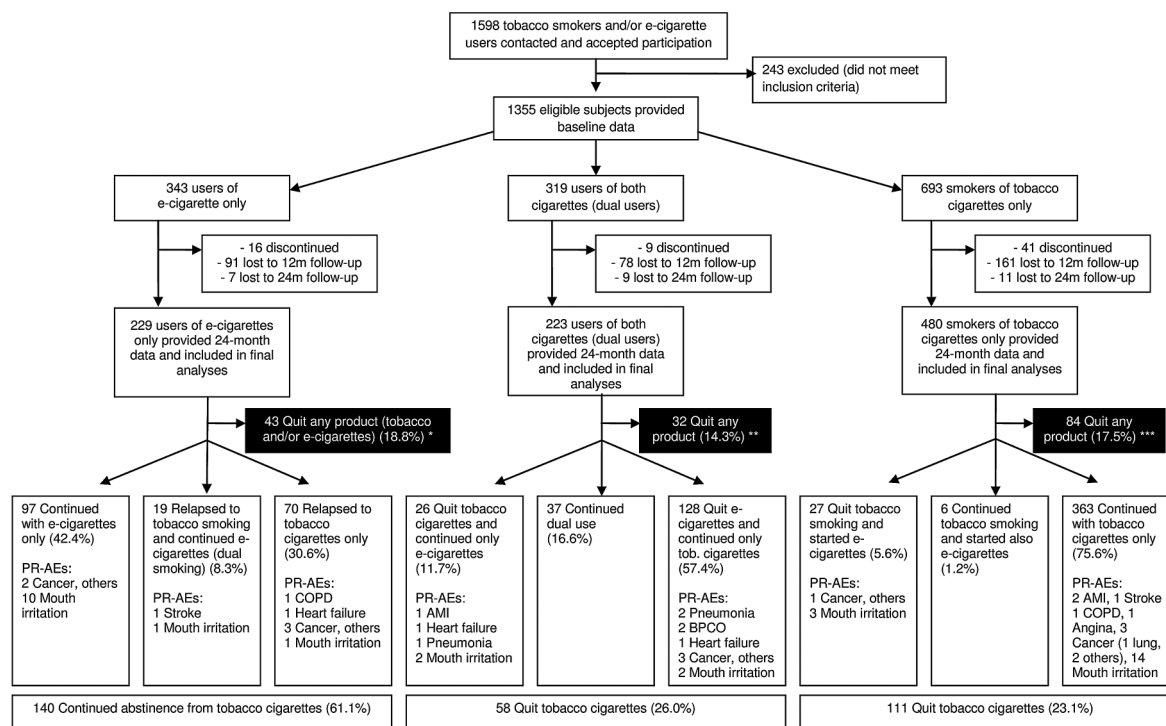 1598 tobacco smokers and/or e-cigarette
users contacted and accepted participation
243 excluded (did not meet
inclusion criteria)
1355 eligible subjects provided
baseline data
343 users of
e-cigarette only
319 users of both
cigarettes (dual users)
693 smokers of tobacco
cigarettes only
- 16 discontinued
- 91 lost to 12m follow-up
- 7 lost to 24m follow-up
- 9 discontinued
- 78 lost to 12m follow-up
- 9 lost to 24m follow-up
- 41 discontinued
- 161 lost to 12m follow-up
- 11 lost to 24m follow-up
229 users of e-cigarettes
only provided 24-month
data and included in final
analyses
223 users of both
cigarettes (dual users)
provided 24-month data
and included in final
analyses
480 smokers of tobacco
cigarettes only provided
24-month data and
included in final analyses
43 Quit any product (tobacco
and/or e-cigarettes) (18.8%) *
32 Quit any
product (14.3%) **
84 Quit any
product (17.5%) ***
97 Continued
with e-cigarettes
only (42.4%)
PR-AEs:
2 Cancer, others
10 Mouth
irritation
19 Relapsed to
tobacco smoking
and continued e-
cigarettes (dual
smoking) (8.3%)
PR-AEs:
1 Stroke
1 Mouth irritation
70 Relapsed to
tobacco
cigarettes only
(30.6%)
PR-AEs:
1 COPD
1 Heart failure
3 Cancer, others
1 Mouth irritation
26 Quit tobacco
cigarettes and
continued only
e-cigarettes
(11.7%)
PR-AEs:
1 AMI
1 Heart failure
1 Pneumonia
2 Mouth irritation
37 Continued
dual use
(16.6%)
128 Quit e-
cigarettes and
continued only
tob. cigarettes
(57.4%)
PR-AEs:
2 Pneumonia
2 BPCO
1 Heart failure
3 Cancer, others
2 Mouth irritation
27 Quit tobacco
smoking and
started e-
cigarettes (5.6%)
PR-AEs:
1 Cancer, others
3 Mouth irritation
6 Continued
tobacco smoking
and started also
e-cigarettes
(1.2%)
363 Continued
with tobacco
cigarettes only
(75.6%)
PR-AEs:
2 AMI, 1 Stroke
1 COPD, 1
Angina, 3
Cancer (1 lung,
2 others), 14
Mouth irritation
140 Continued abstinence from tobacco cigarettes (61.1%)
58 Quit tobacco cigarettes (26.0%)
111 Quit tobacco cigarettes (23.1%)